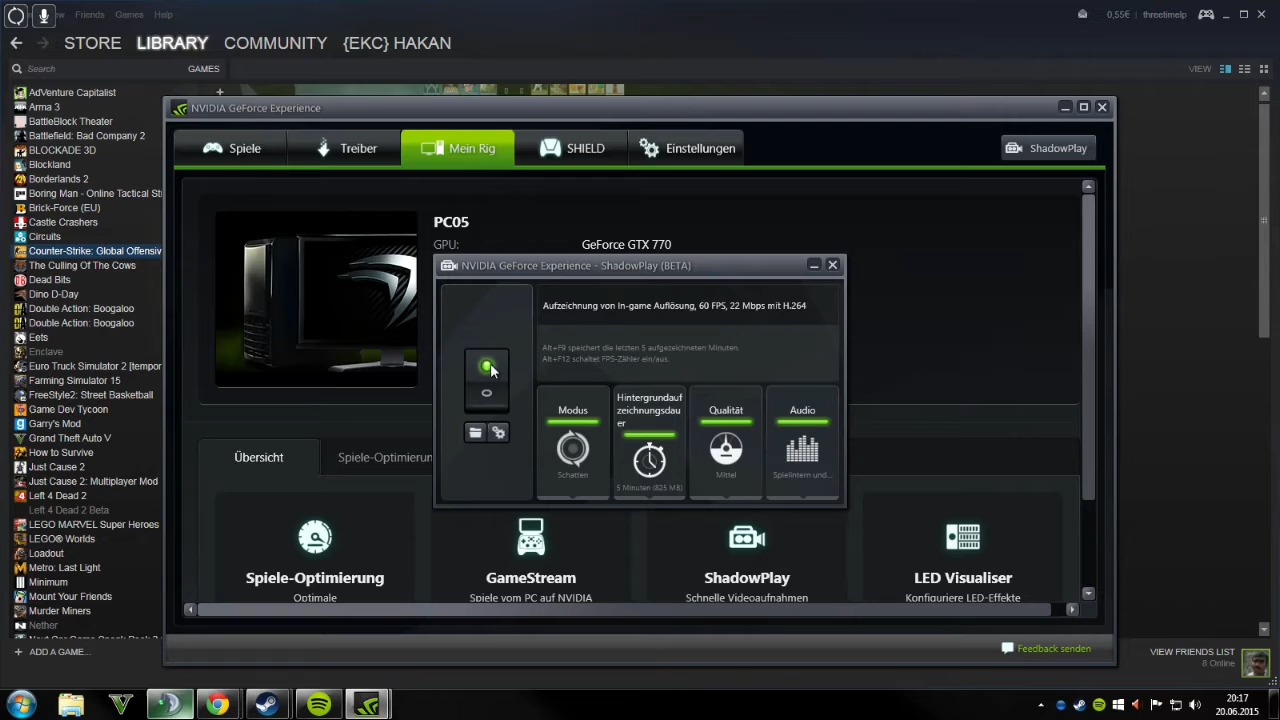 Friends
Games
Help
0,55€
threetimelp
STORE
LIBRARY
COMMUNITY
{EKC} HAKAN
Search
GAMES
VIEW
AdVenture Capitalist
Arma 3
BattleBlock Theater
Battlefield: Bad Company 2
BLOCKADE 3D
Blockland
Borderlands 2
Boring Man - Online Tactical St
Brick-Force (EU)
Castle Crashers
Circuits
Counter-Strike: Global Offensiv
The Culling Of The Cows
Dead Bits
Dino D-Day
Double Action: Boogaloo
Double Action: Boogaloo
Eets
Enclave
Euro Truck Simulator 2 [tempor
Farming Simulator 15
FreeStyle2: Street Basketball
Game Dev Tycoon
Garry's Mod
Grand Theft Auto V
How to Survive
Just Cause 2
Just Cause 2: Multiplayer Mod
Left 4 Dead 2
Left 4 Dead 2 Beta
LEGO MARVEL Super Heroes
LEGO® Worlds
Loadout
Metro: Last Light
Minimum
Mount Your Friends
Murder Miners
Nether
ADD A GAME...
NVIDIA GeForce Experience
Spiele
Treiber
Mein Rig
SHIELD
Einstellungen
ShadowPlay
PC05
GPU:
GeForce GTX 770
NVIDIA GeForce Experience - ShadowPlay (BETA)
Aufzeichnung von In-game Auflösung, 60 FPS, 22 Mbps mit H.264
Alt+F9 speichert die letzten 5 aufgezeichneten Minuten.
Alt+F12 schaltet FPS-Zähler ein/aus.
Modus
Schatten
Hintergrundauf
zeichnungsdau
er
5 Minuten (825 MB)
Qualität
Mittel
Audio
Spielintern und...
Übersicht
Spiele-Optimierun
Spiele-Optimierung
Optimale
GameStream
Spiele vom PC auf NVIDIA
ShadowPlay
Schnelle Videoaufnahmen
LED Visualiser
Konfiguriere LED-Effekte
Feedback senden
VIEW FRIENDS LIST
8 Online
20:17
20.06.2015